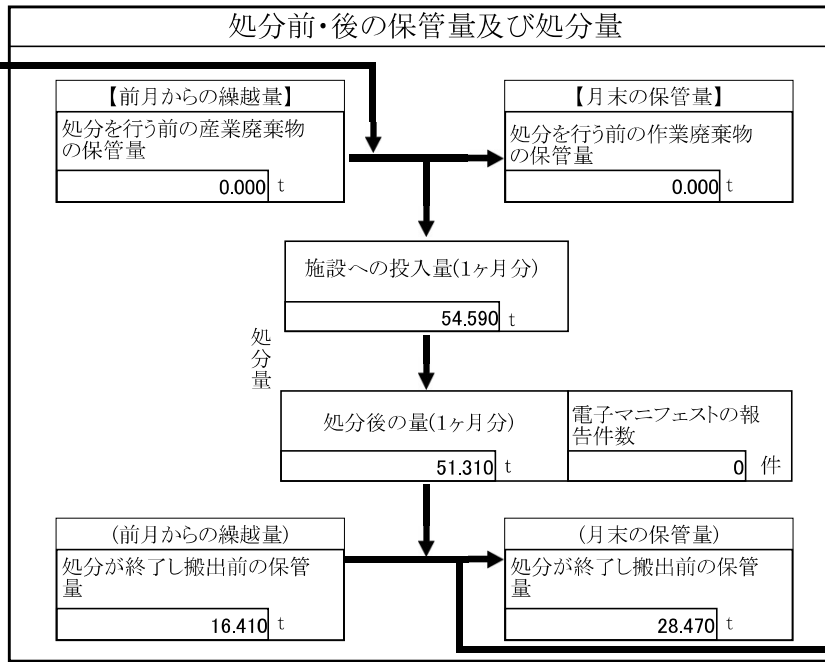 処分前・後の保管量及び処分量
【前月からの繰越量】
処分を行う前の産業廃棄物
の保管量
0.000 t
【月末の保管量】
処分を行う前の作業廃棄物
の保管量
0.000 t
施設への投入量(1ヶ月分)
54.590 t
処分量
処分後の量(1ヶ月分)
51.310 t
電子マニフェストの報
告件数
0 件
(前月からの繰越量)
処分が終了し搬出前の保管
量
16.410 t
(月末の保管量)
処分が終了し搬出前の保管
量
28.470 t